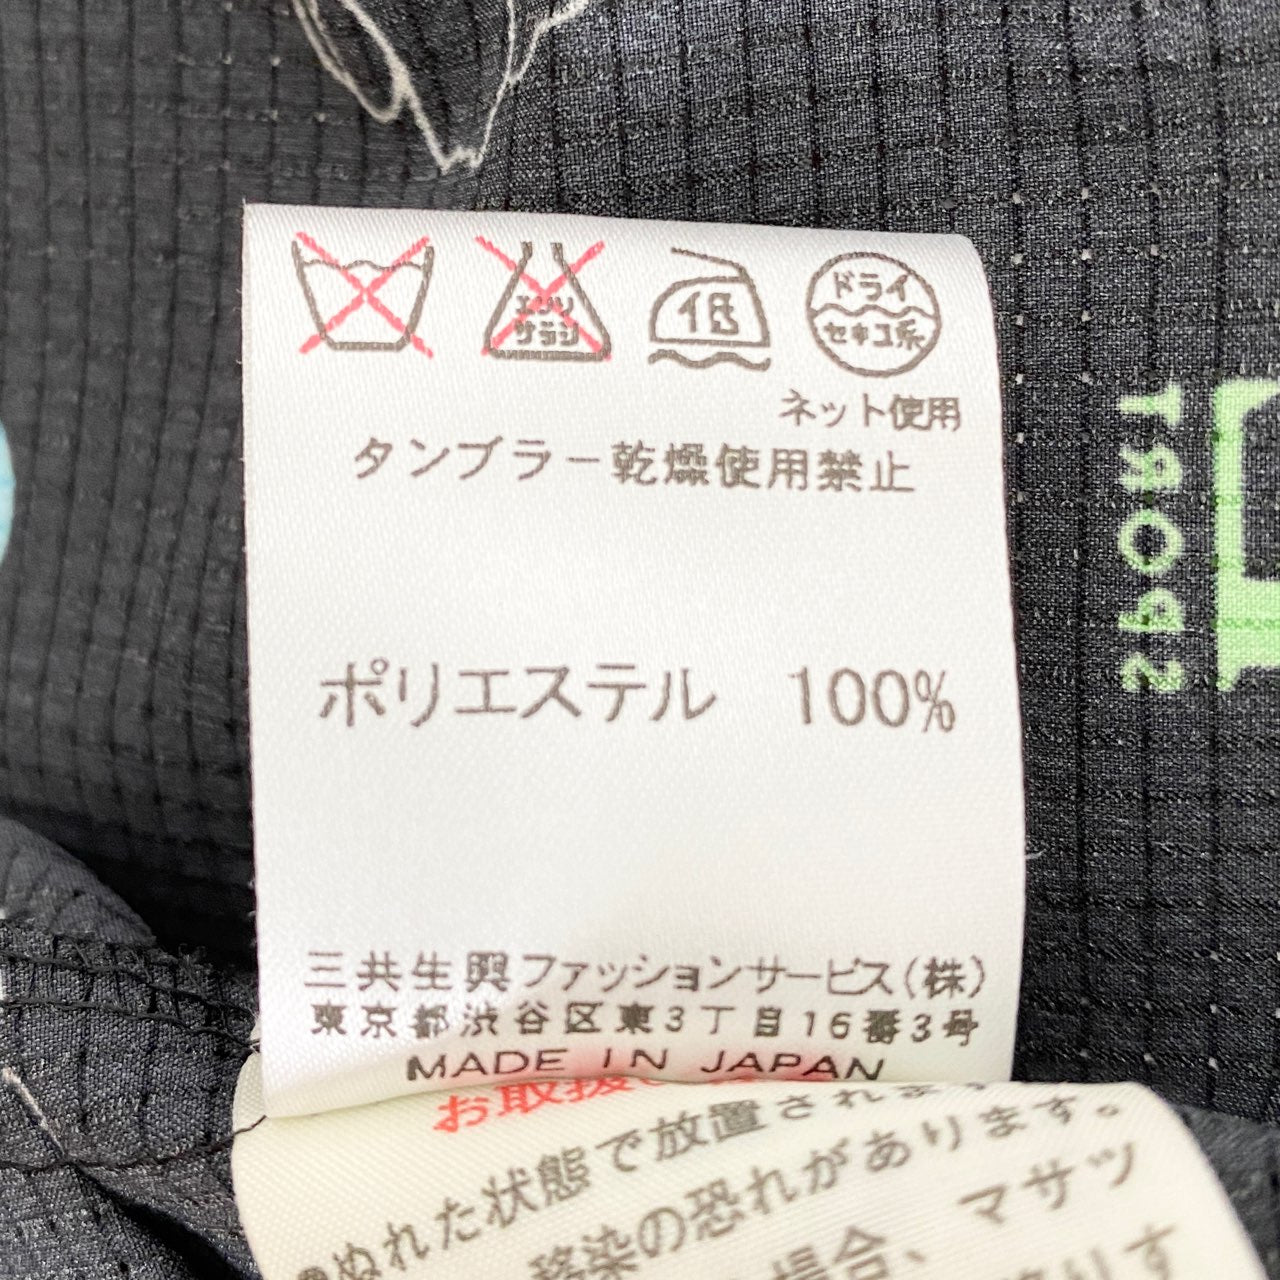 エンソ
サラシ
低
ドライ
セキユ系
ネット使用
タンブラー乾燥使用禁止
ポリエステル 100%
三共生興ファッションサービス(株)
東京都渋谷区東3丁目16番3号
MADE IN JAPAN
お取扱い
ぬれた状態で放置されます
移染の恐れがあります。
場合、マサツ
りす
SPORT